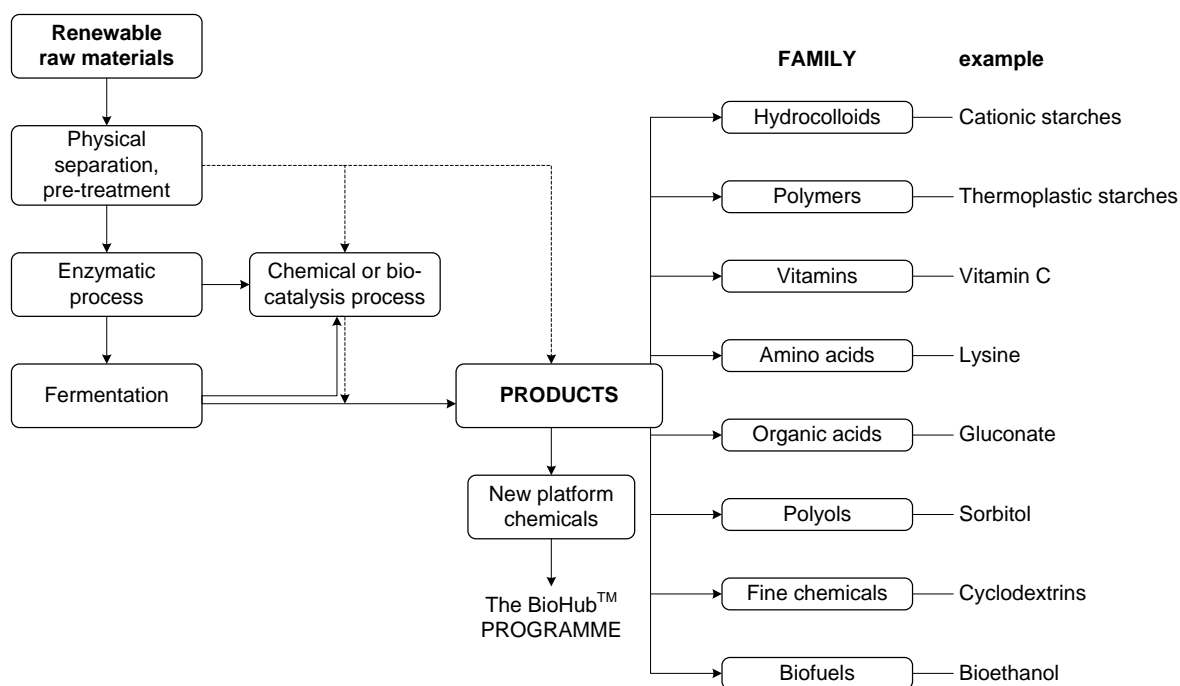 Renewable
raw materials
Physical
separation,
pre-treatment
Enzymatic
process
Chemical or bio-
catalysis process
Fermentation
PRODUCTS
New platform
chemicals
The BioHub™
PROGRAMME
FAMILY
example
Hydrocolloids
Cationic starches
Polymers
Thermoplastic starches
Vitamins
Vitamin C
Amino acids
Lysine
Organic acids
Gluconate
Polyols
Sorbitol
Fine chemicals
Cyclodextrins
Biofuels
Bioethanol